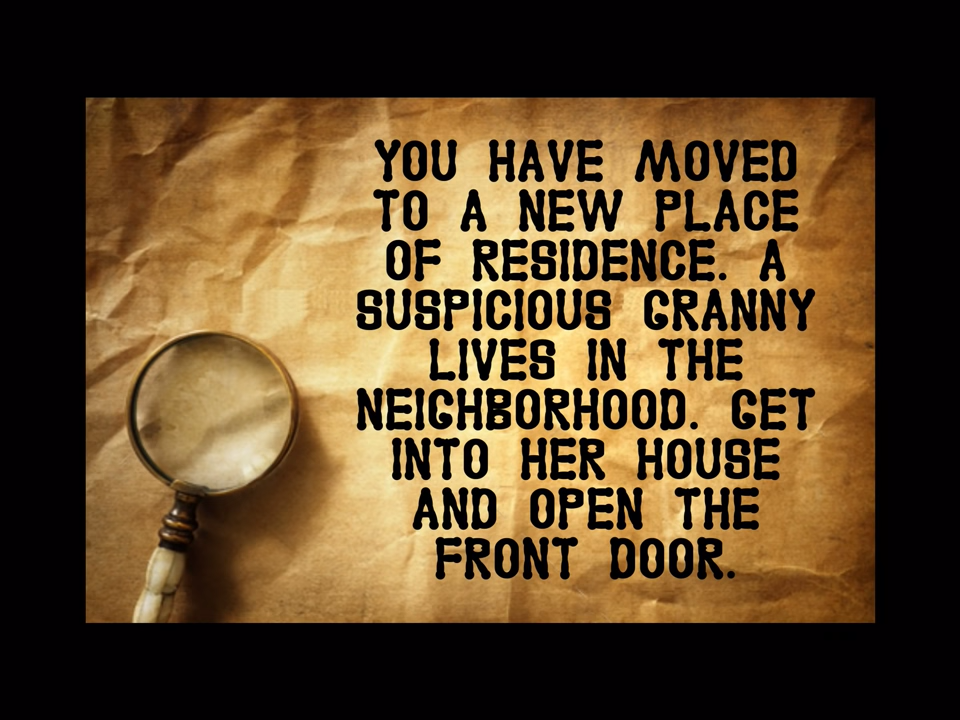 YOU HAVE MOVED
TO A NEW PLACE
OF RESIDENCE. A
SUSPICIOUS GRANNY
LIVES IN THE
NEIGHBORHOOD. GET
INTO HER HOUSE
AND OPEN THE
FRONT DOOR.